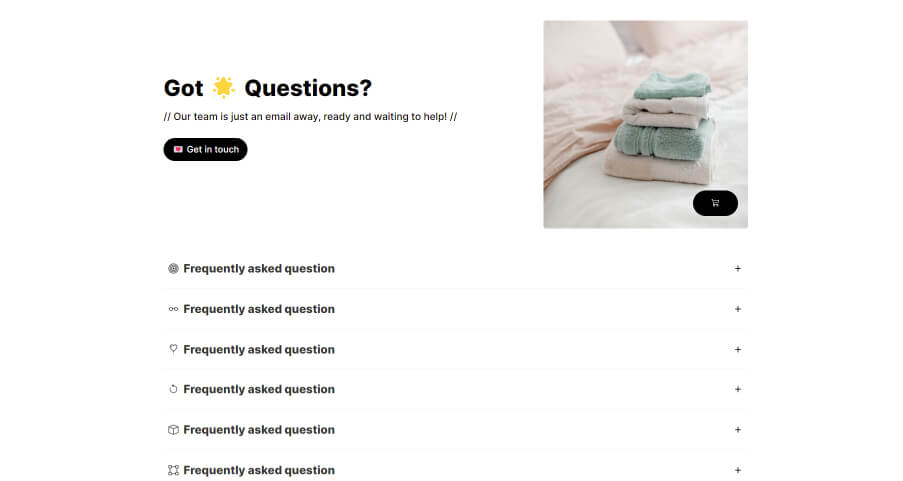 Got 🌟 Questions?
// Our team is just an email away, ready and waiting to help! //
💌 Get in touch
Frequently asked question +
Frequently asked question +
Frequently asked question +
Frequently asked question +
Frequently asked question +
Frequently asked question +